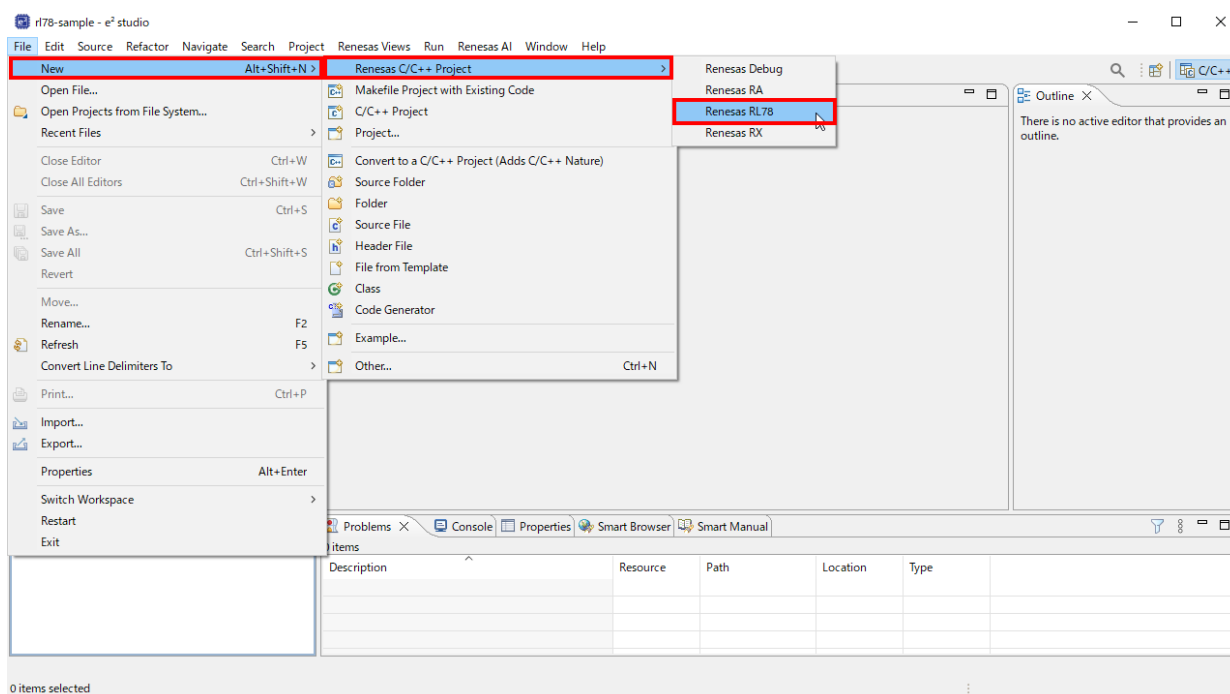 rl78-sample - e² studio
File Edit Source Refactor Navigate Search Project Renesas Views Run Renesas AI Window Help
New Alt+Shift+N >
Open File...
Open Projects from File System...
Recent Files >
Close Editor Ctrl+W
Close All Editors Ctrl+Shift+W
Save Ctrl+S
Save As...
Save All Ctrl+Shift+S
Revert
Move...
Rename... F2
Refresh F5
Convert Line Delimiters To >
Print... Ctrl+P
Import...
Export...
Properties Alt+Enter
Switch Workspace >
Restart
Exit
Renesas C/C++ Project >
Makefile Project with Existing Code
C/C++ Project
Project...
Convert to a C/C++ Project (Adds C/C++ Nature)
Source Folder
Folder
Source File
Header File
File from Template
Class
Code Generator
Example...
Other... Ctrl+N
Renesas Debug
Renesas RA
Renesas RL78
Renesas RX
C/C++
Outline
There is no active editor that provides an
outline.
Problems Console Properties Smart Browser Smart Manual
items
Description Resource Path Location Type
0 items selected